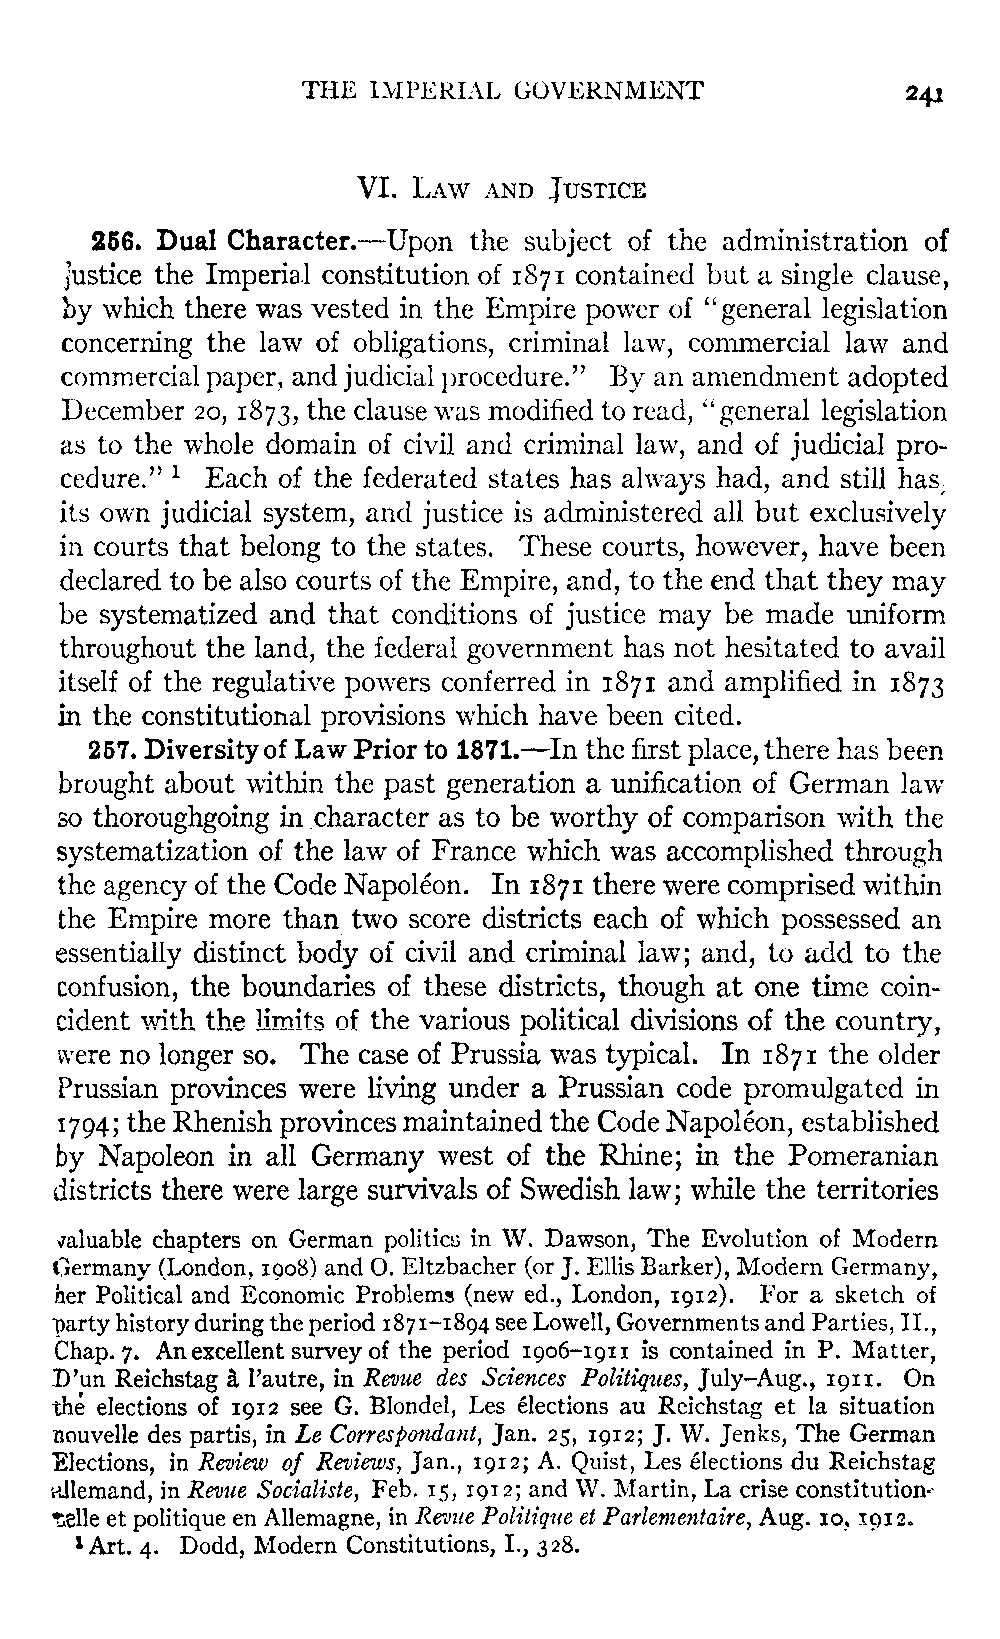 THE IMPERIAL GOVERNMENT 241
VI. LAW AND JUSTICE
256. Dual Character.—Upon the subject of the administration of
justice the Imperial constitution of 1871 contained but a single clause,
by which there was vested in the Empire power of “general legislation
concerning the law of obligations, criminal law, commercial law and
commercial paper, and judicial procedure.” By an amendment adopted
December 20, 1873, the clause was modified to read, “general legislation
as to the whole domain of civil and criminal law, and of judicial pro-
cedure.” 1 Each of the federated states has always had, and still has,
its own judicial system, and justice is administered all but exclusively
in courts that belong to the states. These courts, however, have been
declared to be also courts of the Empire, and, to the end that they may
be systematized and that conditions of justice may be made uniform
throughout the land, the federal government has not hesitated to avail
itself of the regulative powers conferred in 1871 and amplified in 1873
in the constitutional provisions which have been cited.
257. Diversity of Law Prior to 1871.—In the first place, there has been
brought about within the past generation a unification of German law
so thoroughgoing in character as to be worthy of comparison with the
systematization of the law of France which was accomplished through
the agency of the Code Napoléon. In 1871 there were comprised within
the Empire more than two score districts each of which possessed an
essentially distinct body of civil and criminal law; and, to add to the
confusion, the boundaries of these districts, though at one time coin-
cident with the limits of the various political divisions of the country,
were no longer so. The case of Prussia was typical. In 1871 the older
Prussian provinces were living under a Prussian code promulgated in
1794; the Rhenish provinces maintained the Code Napoléon, established
by Napoleon in all Germany west of the Rhine; in the Pomeranian
districts there were large survivals of Swedish law; while the territories
valuable chapters on German politics in W. Dawson, The Evolution of Modern
Germany (London, 1908) and O. Eltzbacher (or J. Ellis Barker), Modern Germany,
her Political and Economic Problems (new ed., London, 1912). For a sketch of
party history during the period 1871–1894 see Lowell, Governments and Parties, II.,
Chap. 7. An excellent survey of the period 1906–1911 is contained in P. Matter,
D’un Reichstag à l’autre, in Revue des Sciences Politiques, July–Aug., 1911. On
the elections of 1912 see G. Blondel, Les élections au Reichstag et la situation
nouvelle des partis, in Le Correspondant, Jan. 25, 1912; J. W. Jenks, The German
Elections, in Review of Reviews, Jan., 1912; A. Quist, Les élections du Reichstag
allemand, in Revue Socialiste, Feb. 15, 1912; and W. Martin, La crise constitution-
nelle et politique en Allemagne, in Revue Politique et Parlementaire, Aug. 10, 1912.
1 Art. 4. Dodd, Modern Constitutions, I., 328.